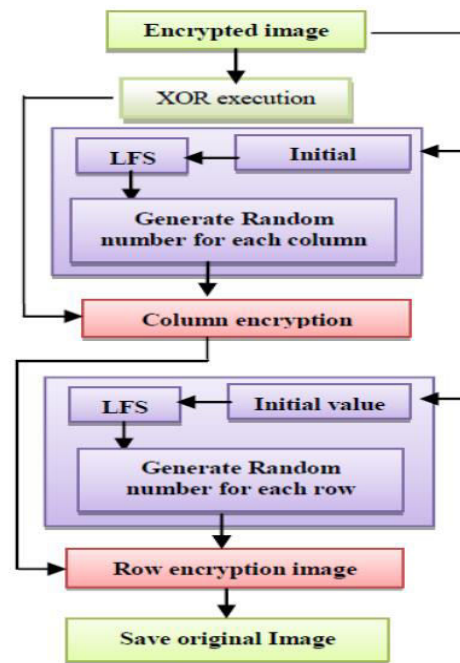 Encrypted image
XOR execution
LFS
Initial
Generate Random
number for each column
Column encryption
LFS
Initial value
Generate Random
number for each row
Row encryption image
Save original Image